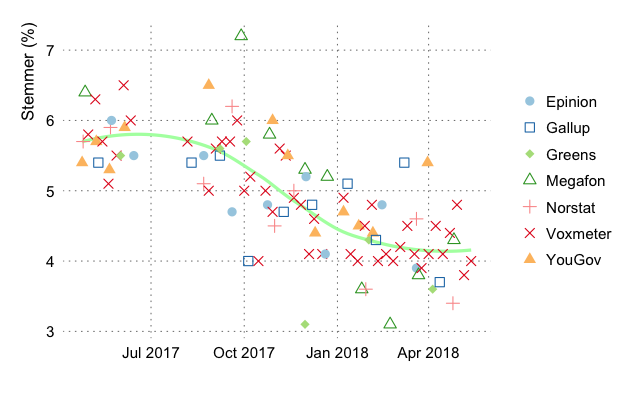 Stemmer (%)
7
6
5
4
3
Jul 2017
Oct 2017
Jan 2018
Apr 2018
Epinion
Gallup
Greens
Megafon
Norstat
Voxmeter
YouGov